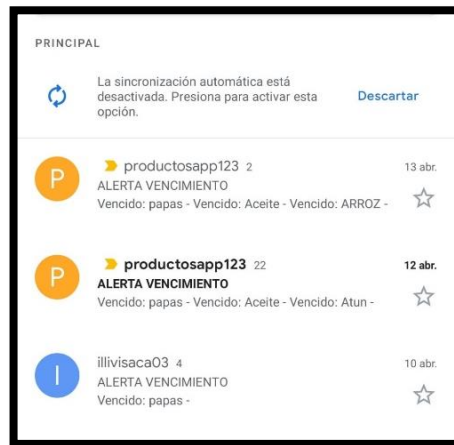 PRINCIPAL
La sincronización automática está
desactivada. Presiona para activar esta
opción.
Descartar
P
productosapp123 2
13 abr.
ALERTA VENCIMIENTO
Vencido: papas - Vencido: Aceite - Vencido: ARROZ -
P
productosapp123 22
12 abr.
ALERTA VENCIMIENTO
Vencido: papas - Vencido: Aceite - Vencido: Atun -
I
illivisaca03 4
10 abr.
ALERTA VENCIMIENTO
Vencido: papas -